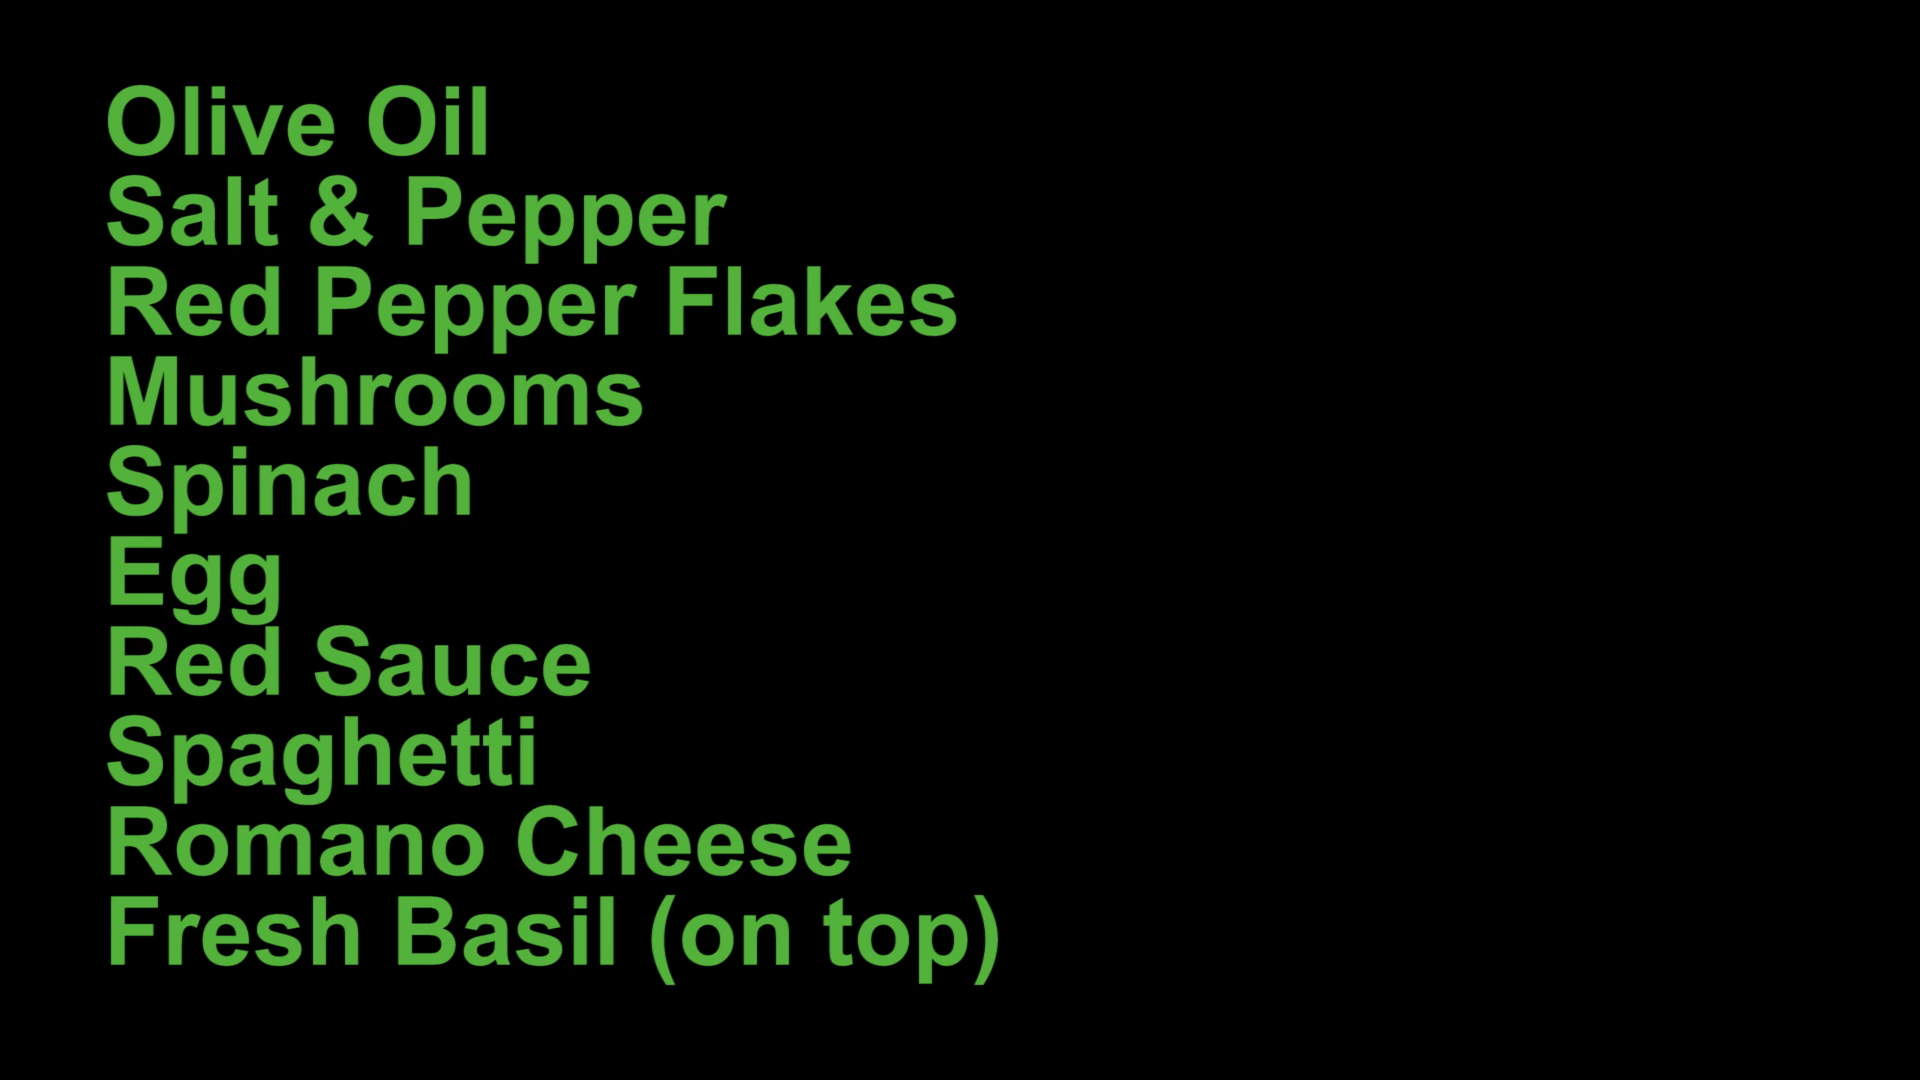 Olive Oil
Salt & Pepper
Red Pepper Flakes
Mushrooms
Spinach
Egg
Red Sauce
Spaghetti
Romano Cheese
Fresh Basil (on top)